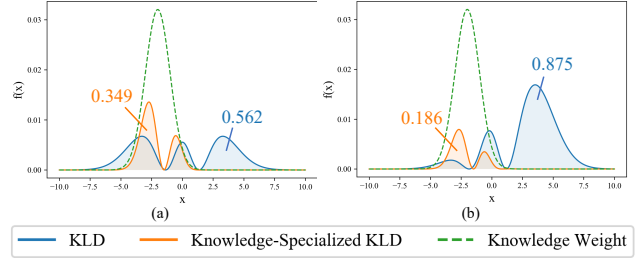 0.03
0.02
0.01
0.00
f(x)
0.349
0.562
-10.0 -7.5 -5.0 -2.5 0.0 2.5 5.0 7.5 10.0
x
(a)
0.03
0.02
0.01
0.00
f(x)
0.875
0.186
-10.0 -7.5 -5.0 -2.5 0.0 2.5 5.0 7.5 10.0
x
(b)
KLD Knowledge-Specialized KLD Knowledge Weight